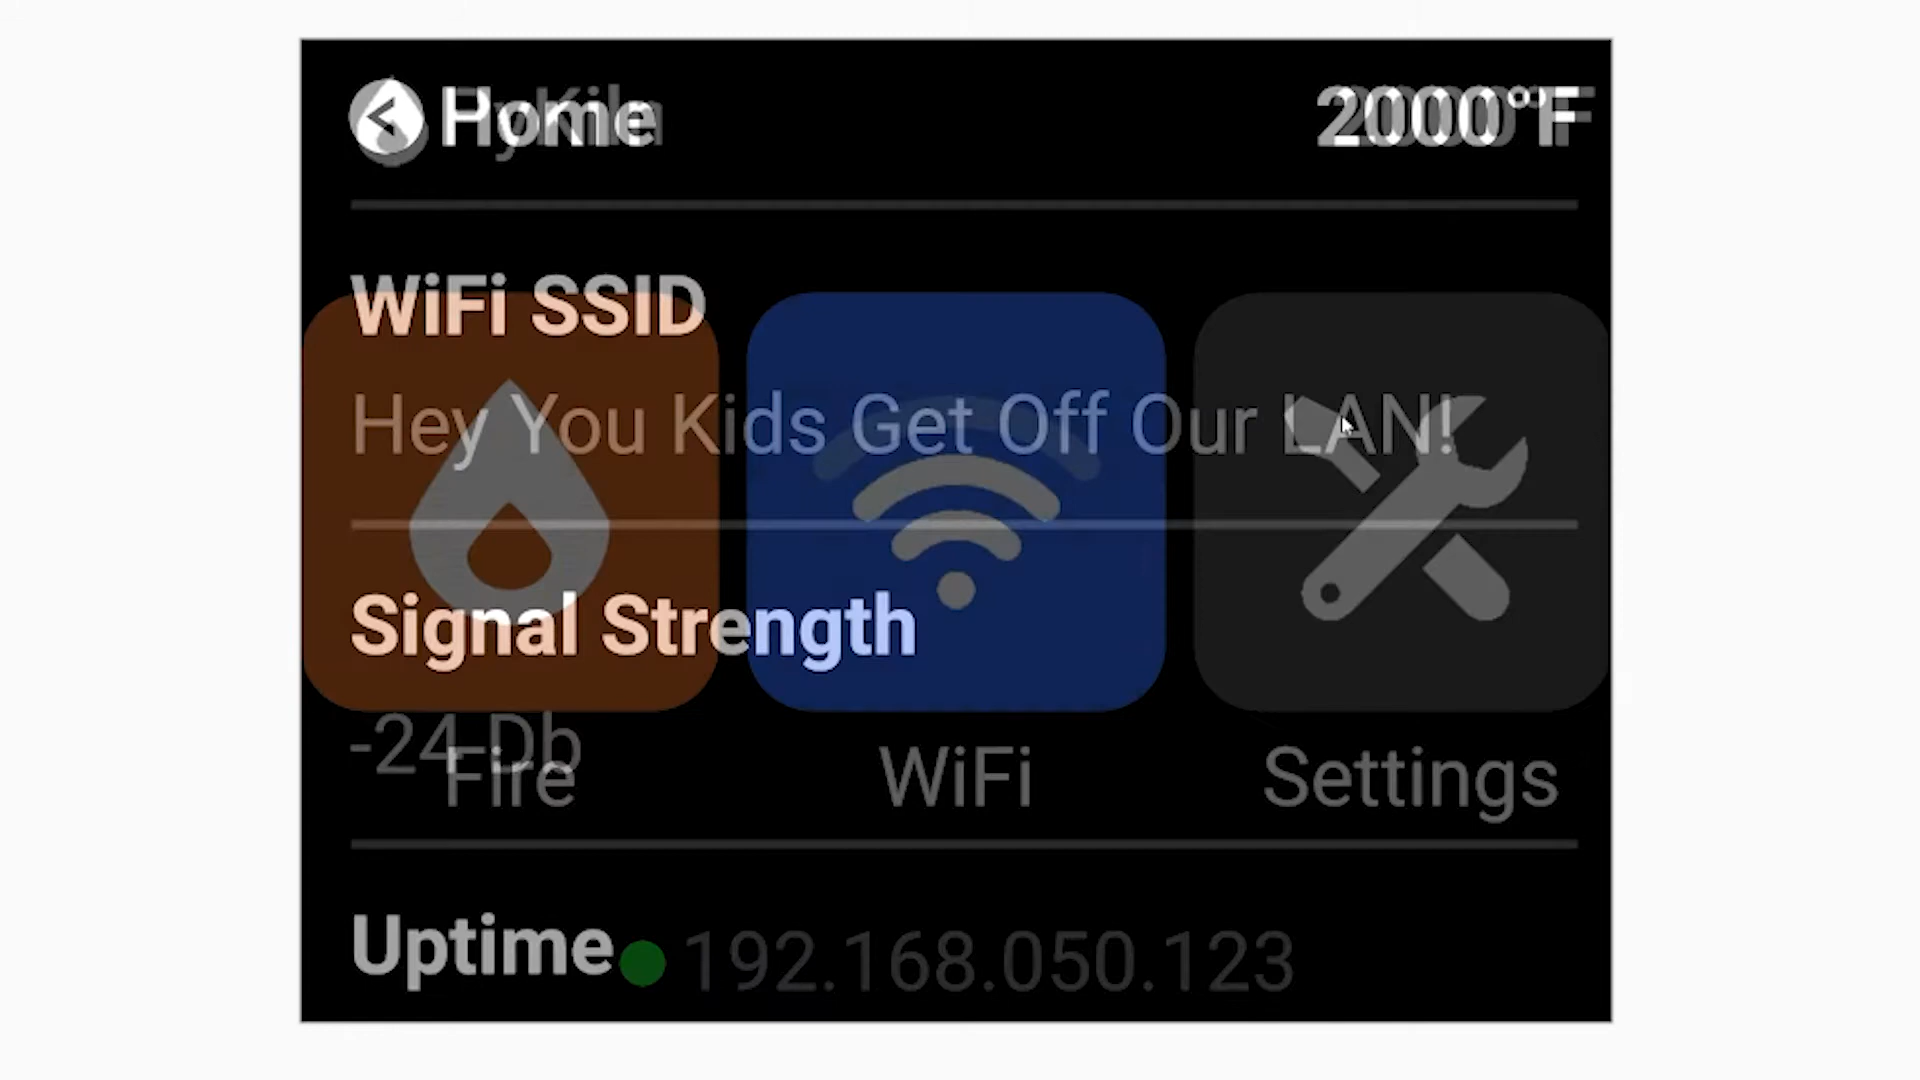 Home
PyKiln
2000°F
WiFi SSID
Hey You Kids Get Off Our LAN!
Signal Strength
-24 Db
Fire
WiFi
Settings
Uptime
192.168.050.123